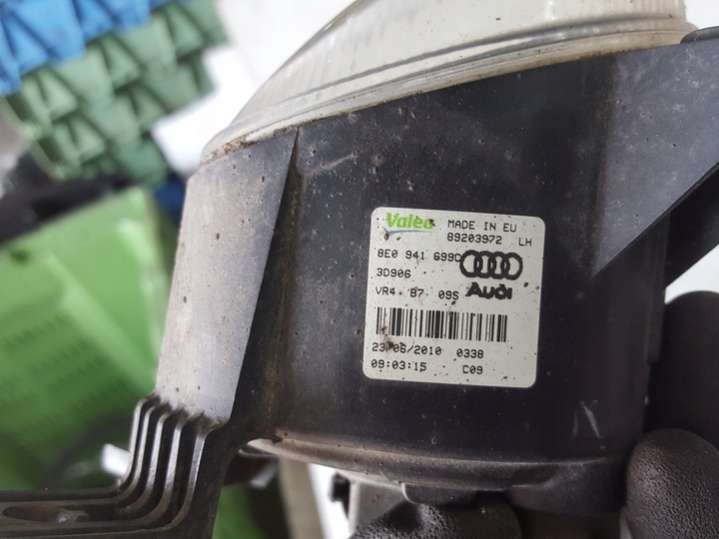 Valeo MADE IN EU
89203972 LH
8E0 941 699C
3D906
VR4. B7 09S Audi
23/06/2010 0338
09:03:15 C09